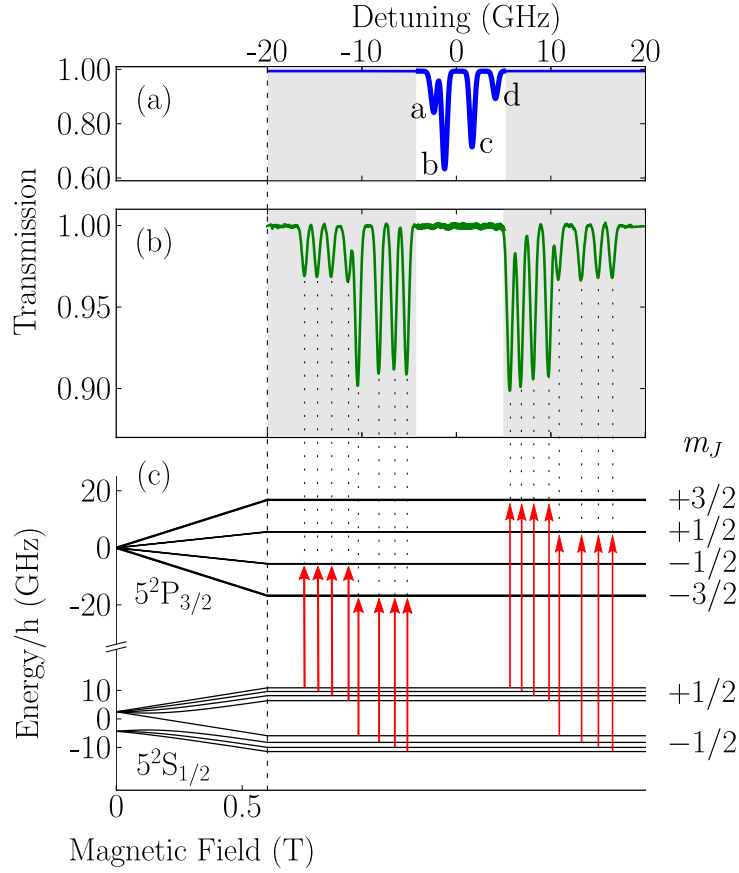 Detuning (GHz)
-20 -10 0 10 20
1.00
(a)
a
d
0.80
c
b
0.60
Transmission
1.00
(b)
0.95
0.90
m_J
(c)
20
+3/2
+1/2
0
−1/2
5²P₃/₂
-20
−3/2
Energy/h (GHz)
10
+1/2
0
−1/2
-10
5²S₁/₂
0 0.5
Magnetic Field (T)